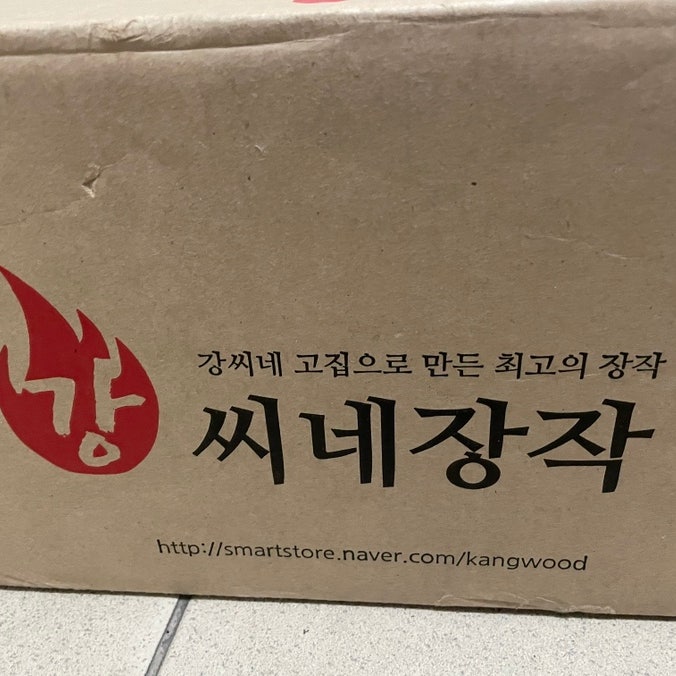 강씨네 고집으로 만든 최고의 장작
강씨네장작
http://smartstore.naver.com/kangwood